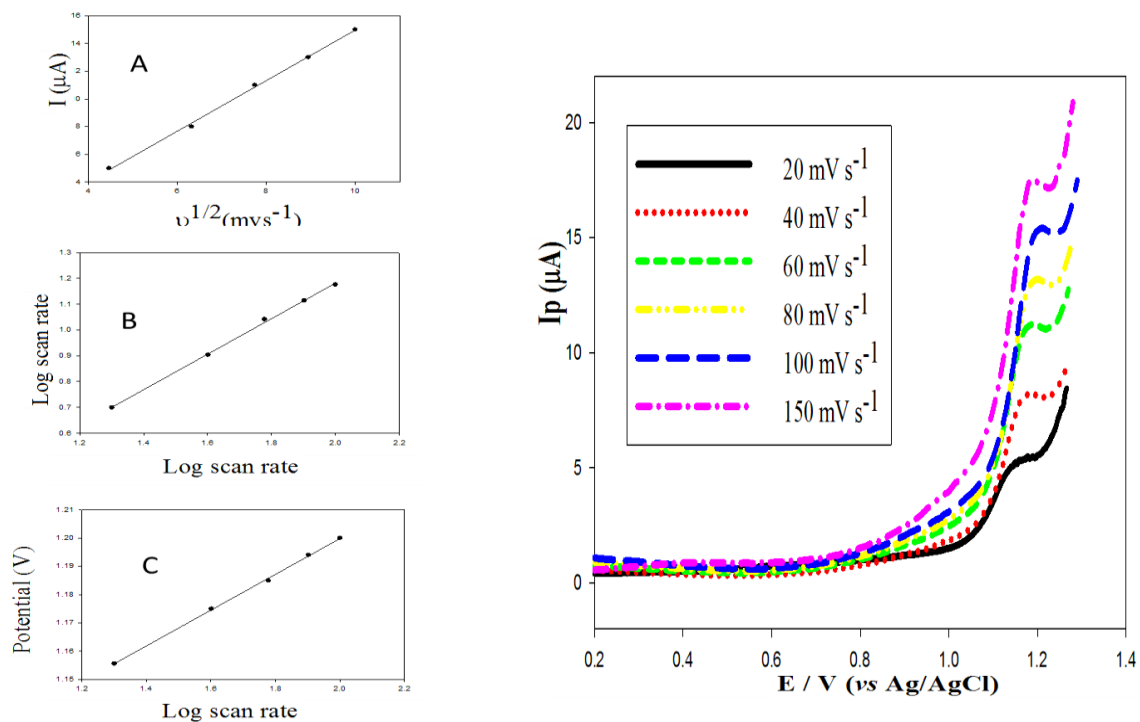 16
14
12
10
8
6
4
I (μA)
A
4
6
8
10
υ1/2(mvs-1)
1.3
1.2
1.1
1.0
0.9
0.8
0.7
0.6
Log scan rate
B
1.2
1.4
1.6
1.8
2.0
2.2
Log scan rate
1.21
1.20
1.19
1.18
1.17
1.16
1.15
Potential (V)
C
1.2
1.4
1.6
1.8
2.0
2.2
Log scan rate
20
15
10
5
0
Ip (μA)
20 mV s-1
40 mV s-1
60 mV s-1
80 mV s-1
100 mV s-1
150 mV s-1
0.2
0.4
0.6
0.8
1.0
1.2
1.4
E / V (vs Ag/AgCl)